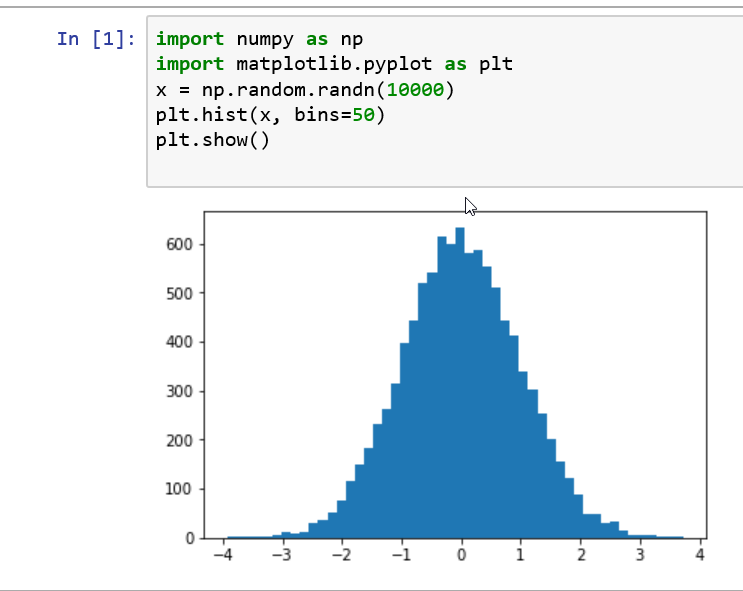 In [1]: import numpy as np
import matplotlib.pyplot as plt
x = np.random.randn(10000)
plt.hist(x, bins=50)
plt.show()
600
500
400
300
200
100
0
−4 −3 −2 −1 0 1 2 3 4